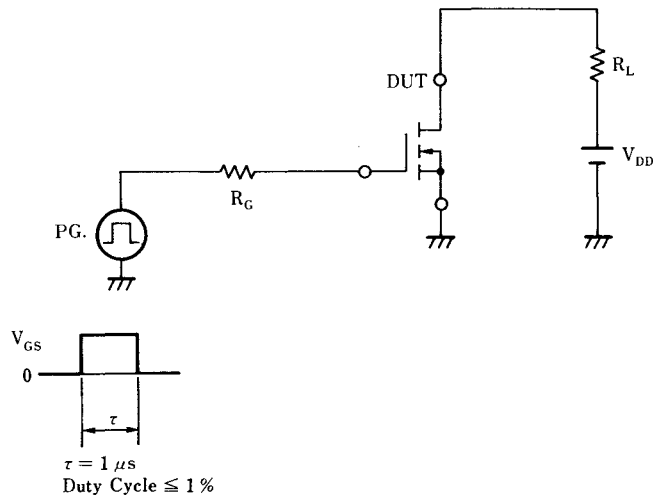 R_L
DUT
V_DD
R_G
PG.
V_GS
0
τ
τ = 1 μs
Duty Cycle ≦ 1 %